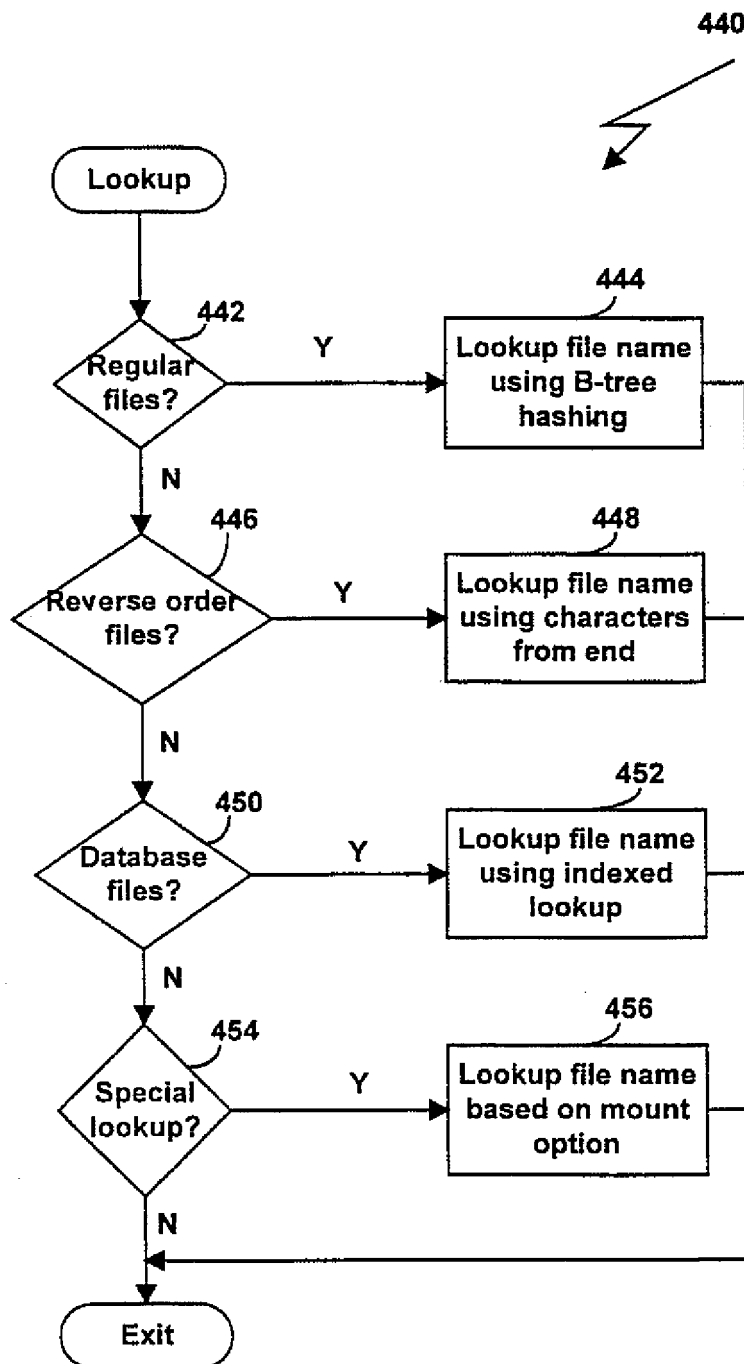 440
Lookup
442
Regular
files?
Y
444
Lookup file name
using B-tree
hashing
N
446
Reverse order
files?
Y
448
Lookup file name
using characters
from end
N
450
Database
files?
Y
452
Lookup file name
using indexed
lookup
N
454
Special
lookup?
Y
456
Lookup file name
based on mount
option
N
Exit